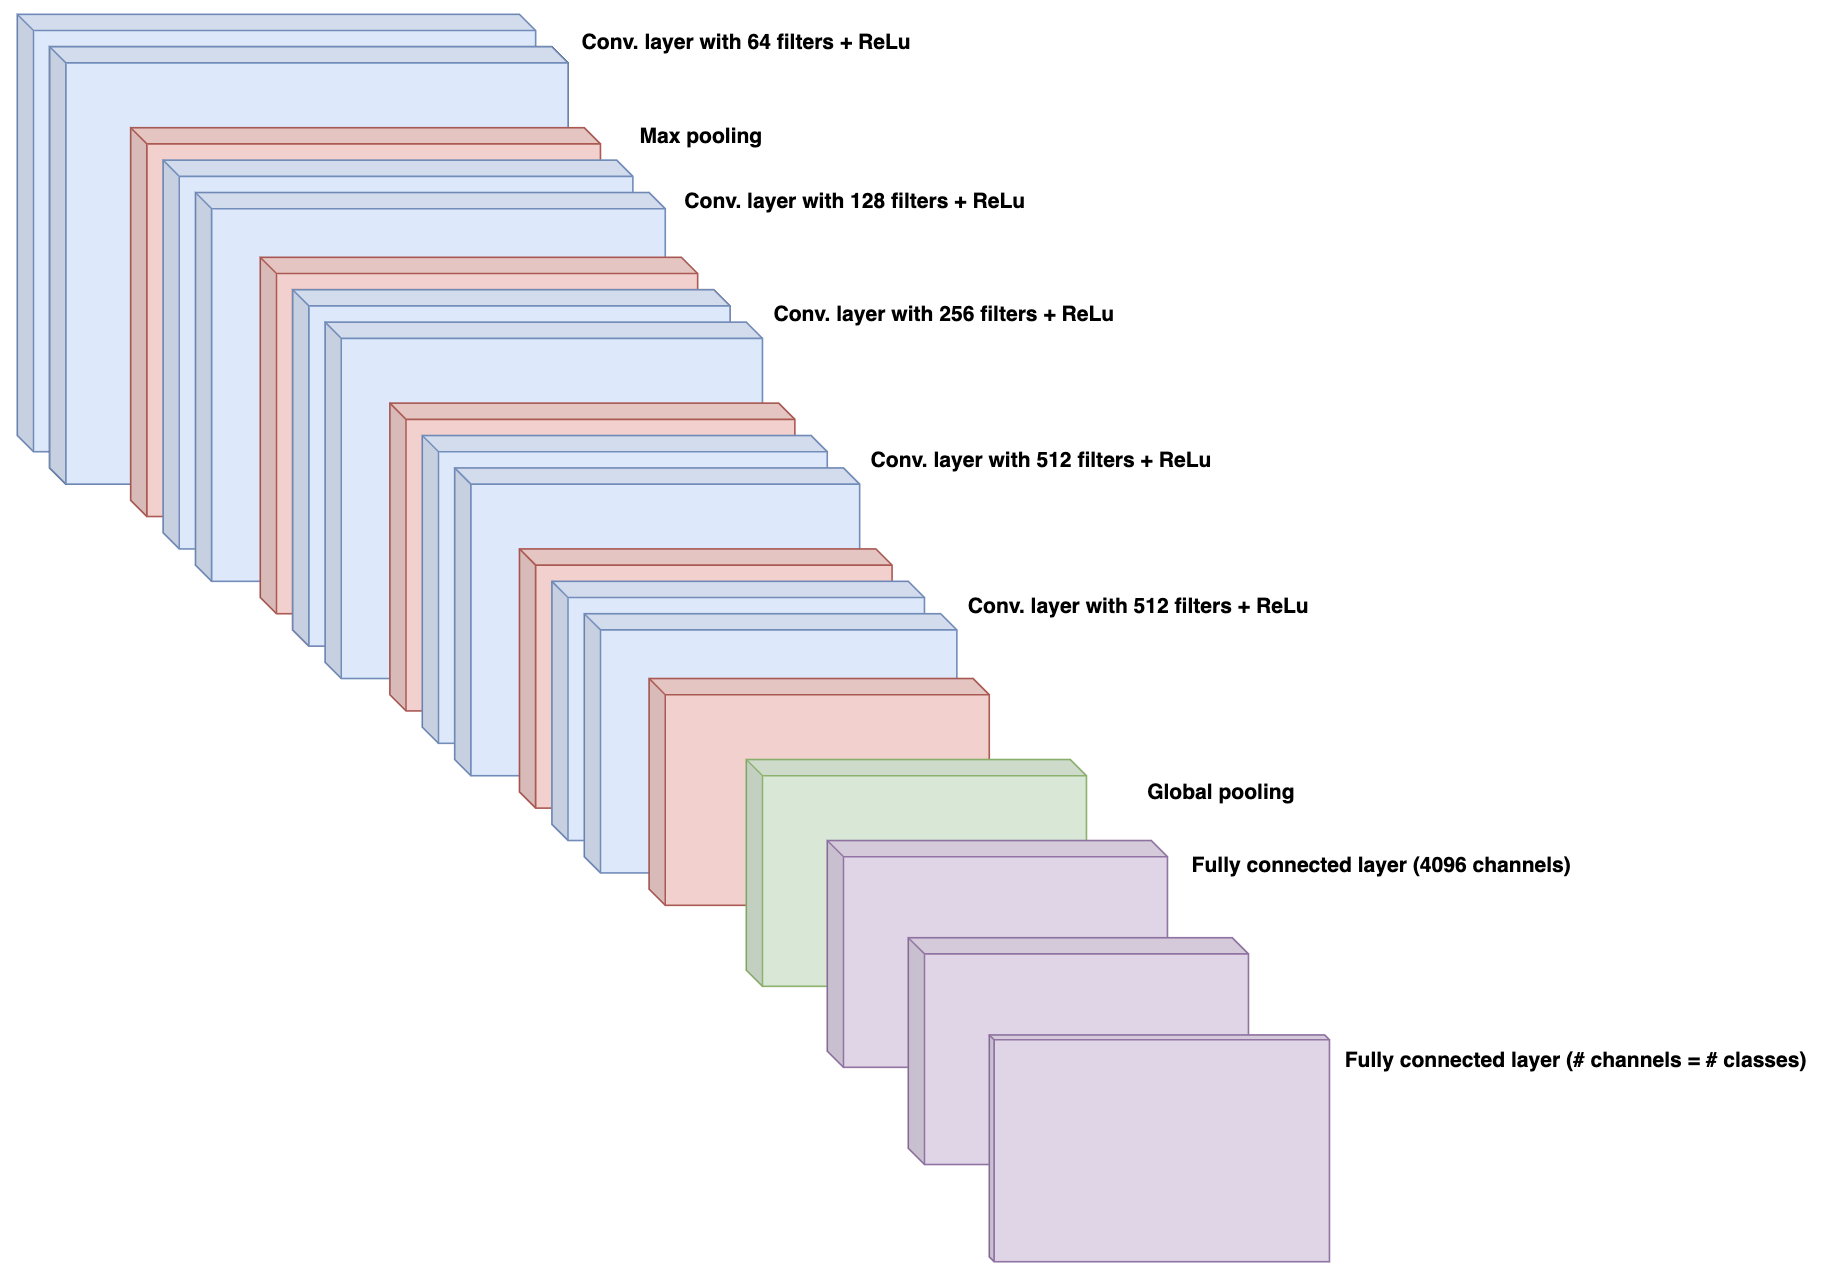 Conv. layer with 64 filters + ReLu
Max pooling
Conv. layer with 128 filters + ReLu
Conv. layer with 256 filters + ReLu
Conv. layer with 512 filters + ReLu
Conv. layer with 512 filters + ReLu
Global pooling
Fully connected layer (4096 channels)
Fully connected layer (# channels = # classes)